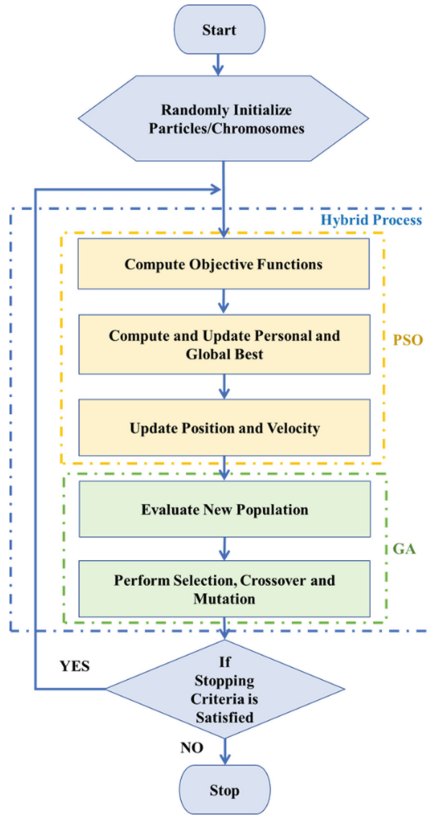 Start
Randomly Initialize
Particles/Chromosomes
Hybrid Process
Compute Objective Functions
Compute and Update Personal and
Global Best
PSO
Update Position and Velocity
Evaluate New Population
GA
Perform Selection, Crossover and
Mutation
YES
If
Stopping
Criteria is
Satisfied
NO
Stop